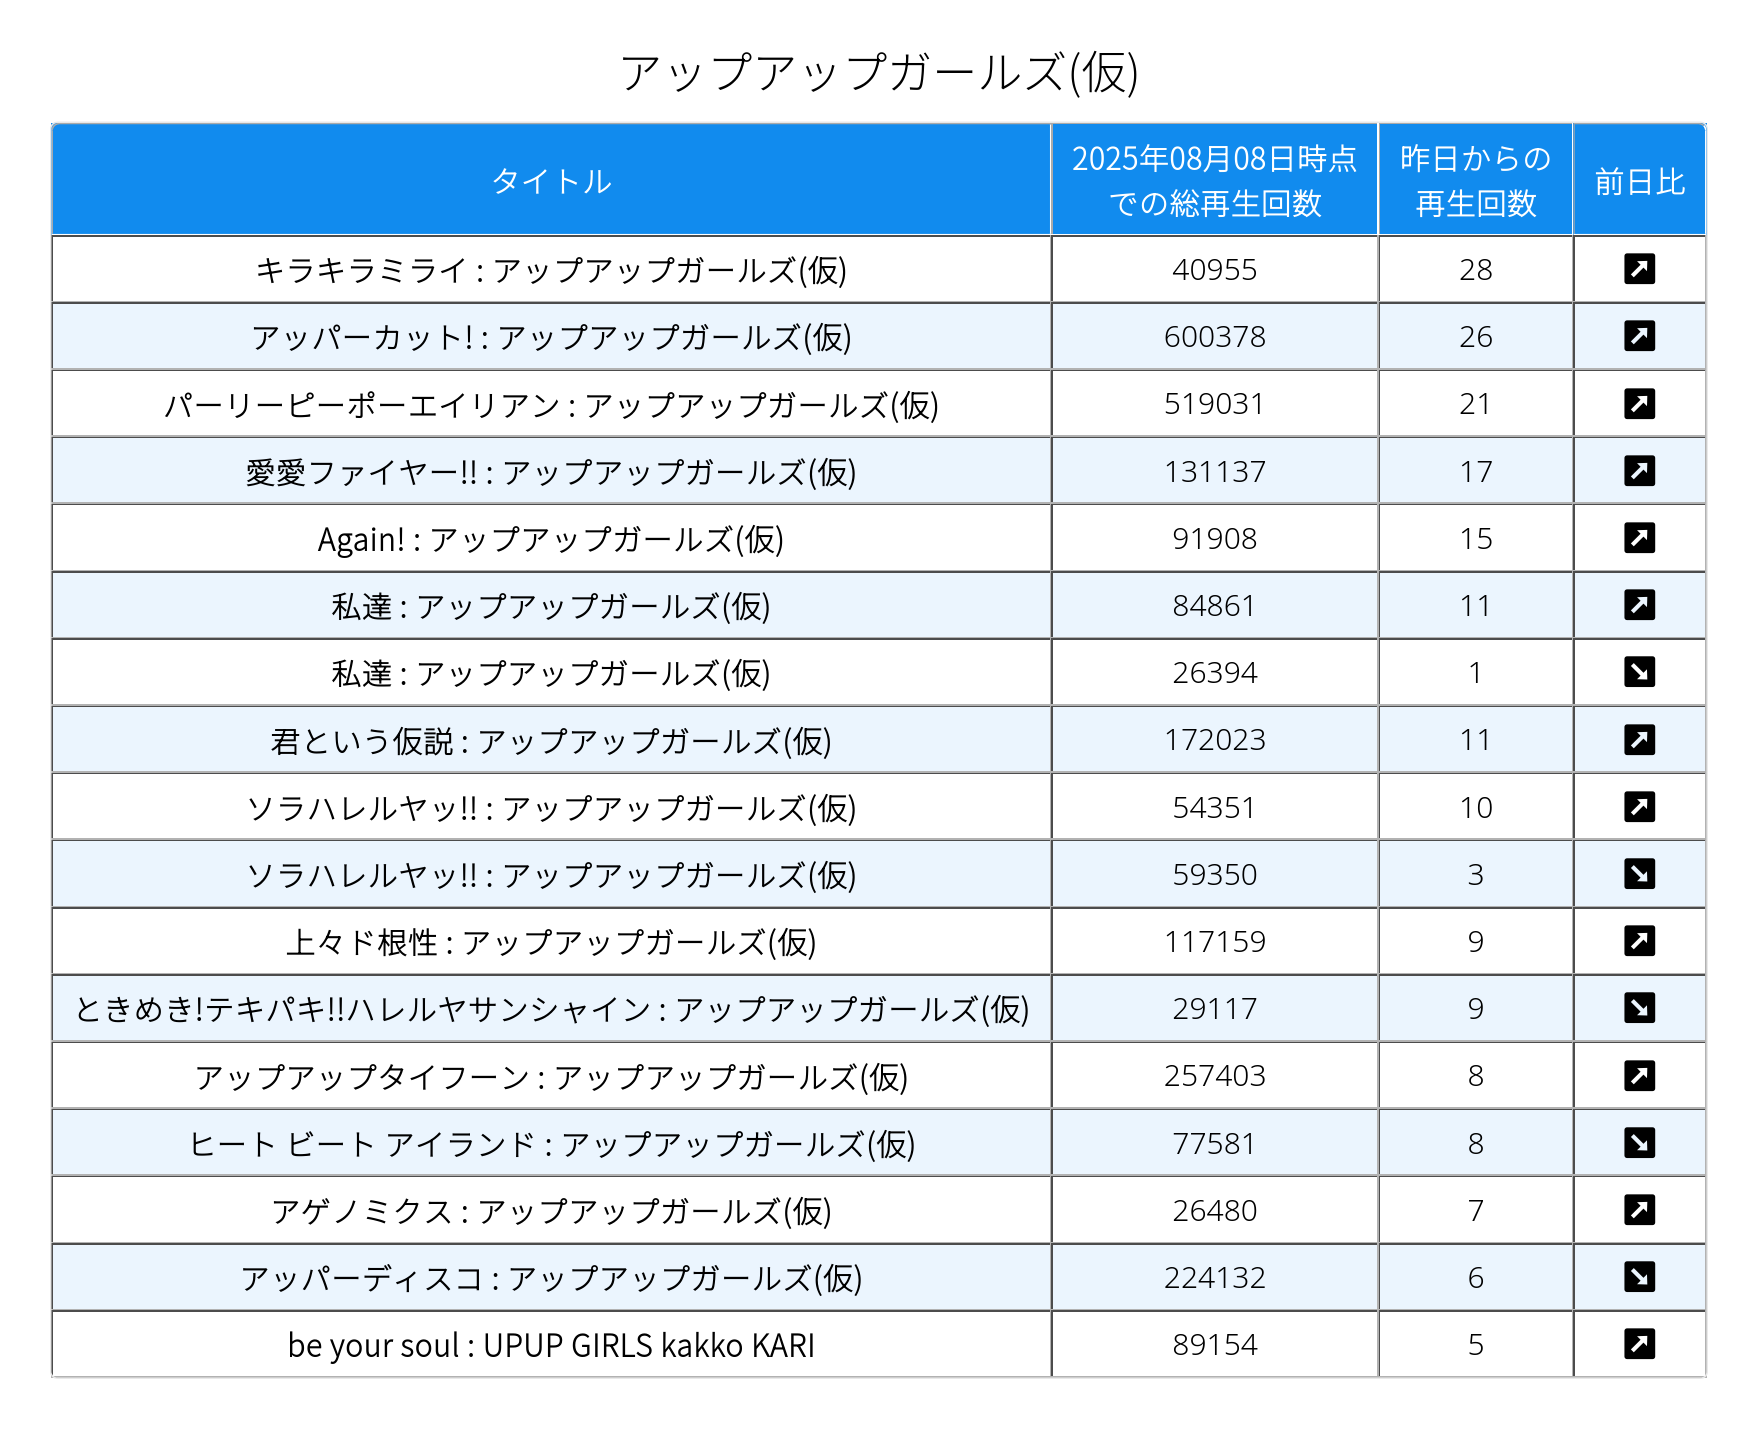 アップアップガールズ(仮)
タイトル 2025年08月08日時点での総再生回数 昨日からの再生回数 前日比
キラキラミライ : アップアップガールズ(仮) 40955 28 ↗
アッパーカット! : アップアップガールズ(仮) 600378 26 ↗
パーリーピーポーエイリアン : アップアップガールズ(仮) 519031 21 ↗
愛愛ファイヤー!! : アップアップガールズ(仮) 131137 17 ↗
Again! : アップアップガールズ(仮) 91908 15 ↗
私達 : アップアップガールズ(仮) 84861 11 ↗
私達 : アップアップガールズ(仮) 26394 1 ↘
君という仮説 : アップアップガールズ(仮) 172023 11 ↗
ソラハレルヤッ!! : アップアップガールズ(仮) 54351 10 ↗
ソラハレルヤッ!! : アップアップガールズ(仮) 59350 3 ↘
上々ド根性 : アップアップガールズ(仮) 117159 9 ↗
ときめき!テキパキ!!ハレルヤサンシャイン : アップアップガールズ(仮) 29117 9 ↘
アップアップタイフーン : アップアップガールズ(仮) 257403 8 ↗
ヒート ビート アイランド : アップアップガールズ(仮) 77581 8 ↘
アゲノミクス : アップアップガールズ(仮) 26480 7 ↗
アッパーディスコ : アップアップガールズ(仮) 224132 6 ↘
be your soul : UPUP GIRLS kakko KARI 89154 5 ↗